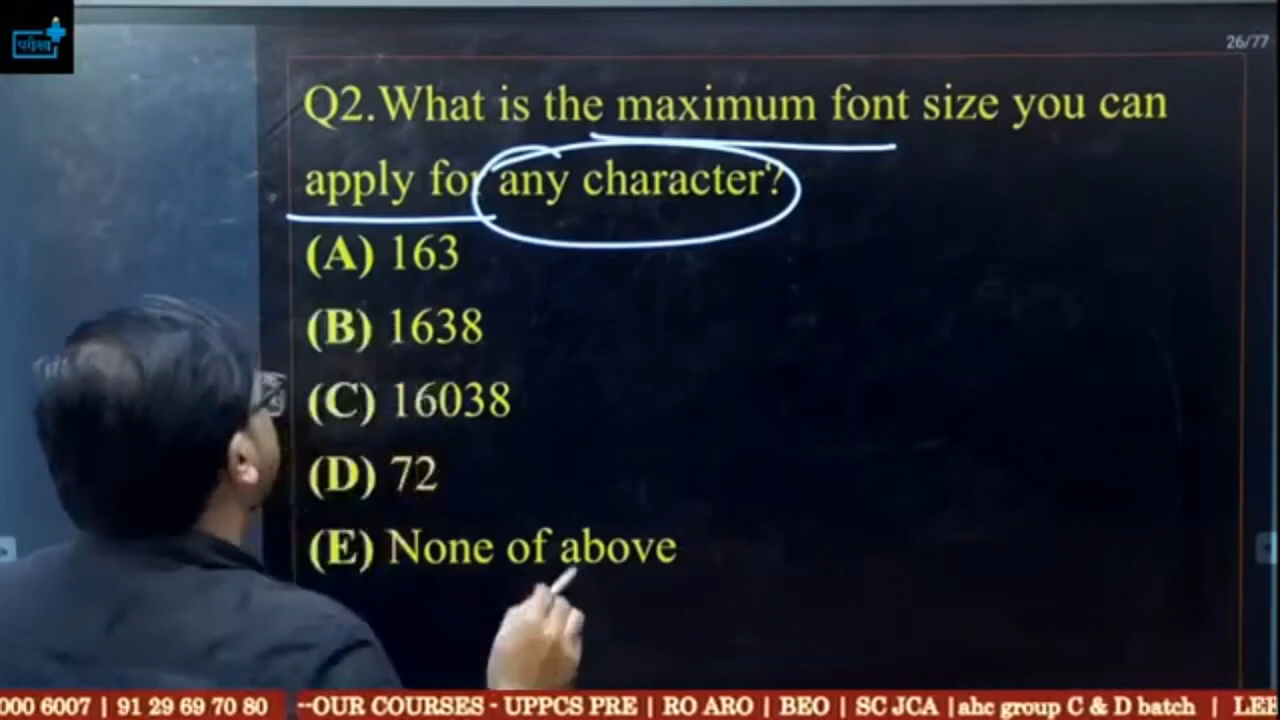 परीक्षा
26/77
Q2.What is the maximum font size you can
apply for any character?
(A) 163
(B) 1638
(C) 16038
(D) 72
(E) None of above
000 6007 | 91 29 69 70 80 --OUR COURSES - UPPCS PRE | RO ARO | BEO | SC JCA |ahc group C & D batch |